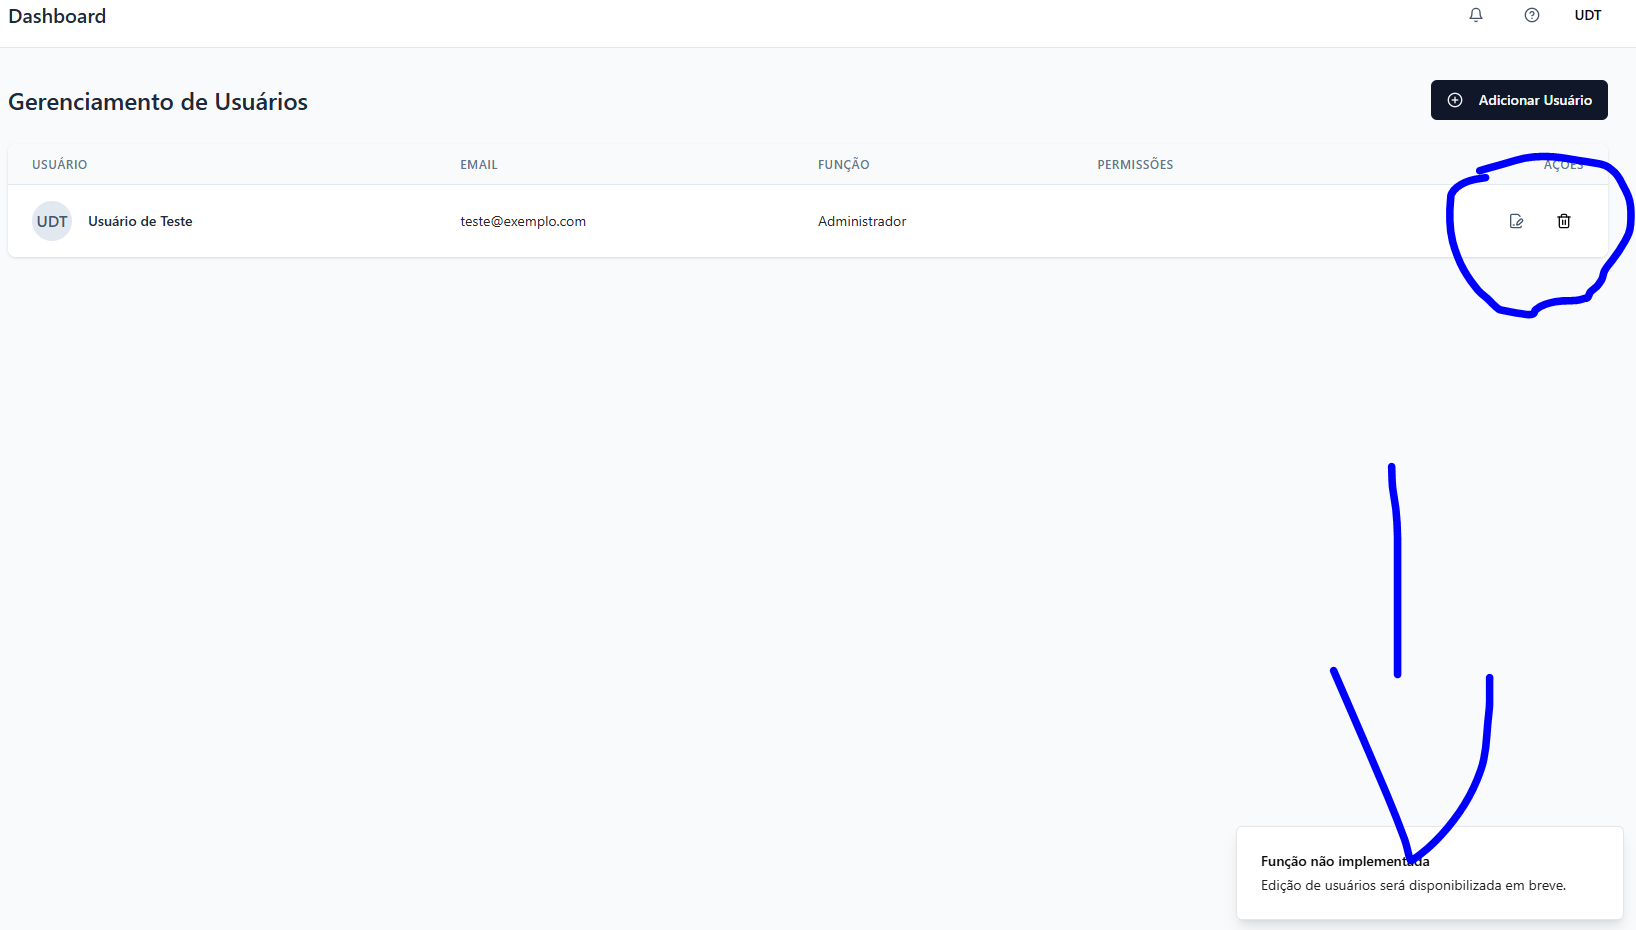 Dashboard
UDT
Gerenciamento de Usuários
Adicionar Usuário
USUÁRIO EMAIL FUNÇÃO PERMISSÕES AÇÕES
UDT Usuário de Teste teste@exemplo.com Administrador
Função não implementada
Edição de usuários será disponibilizada em breve.